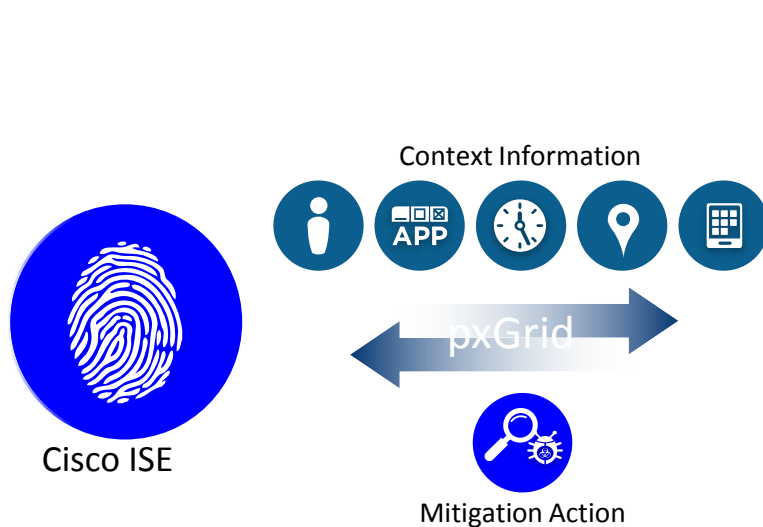 Context Information
APP
pxGrid
Cisco ISE
Mitigation Action